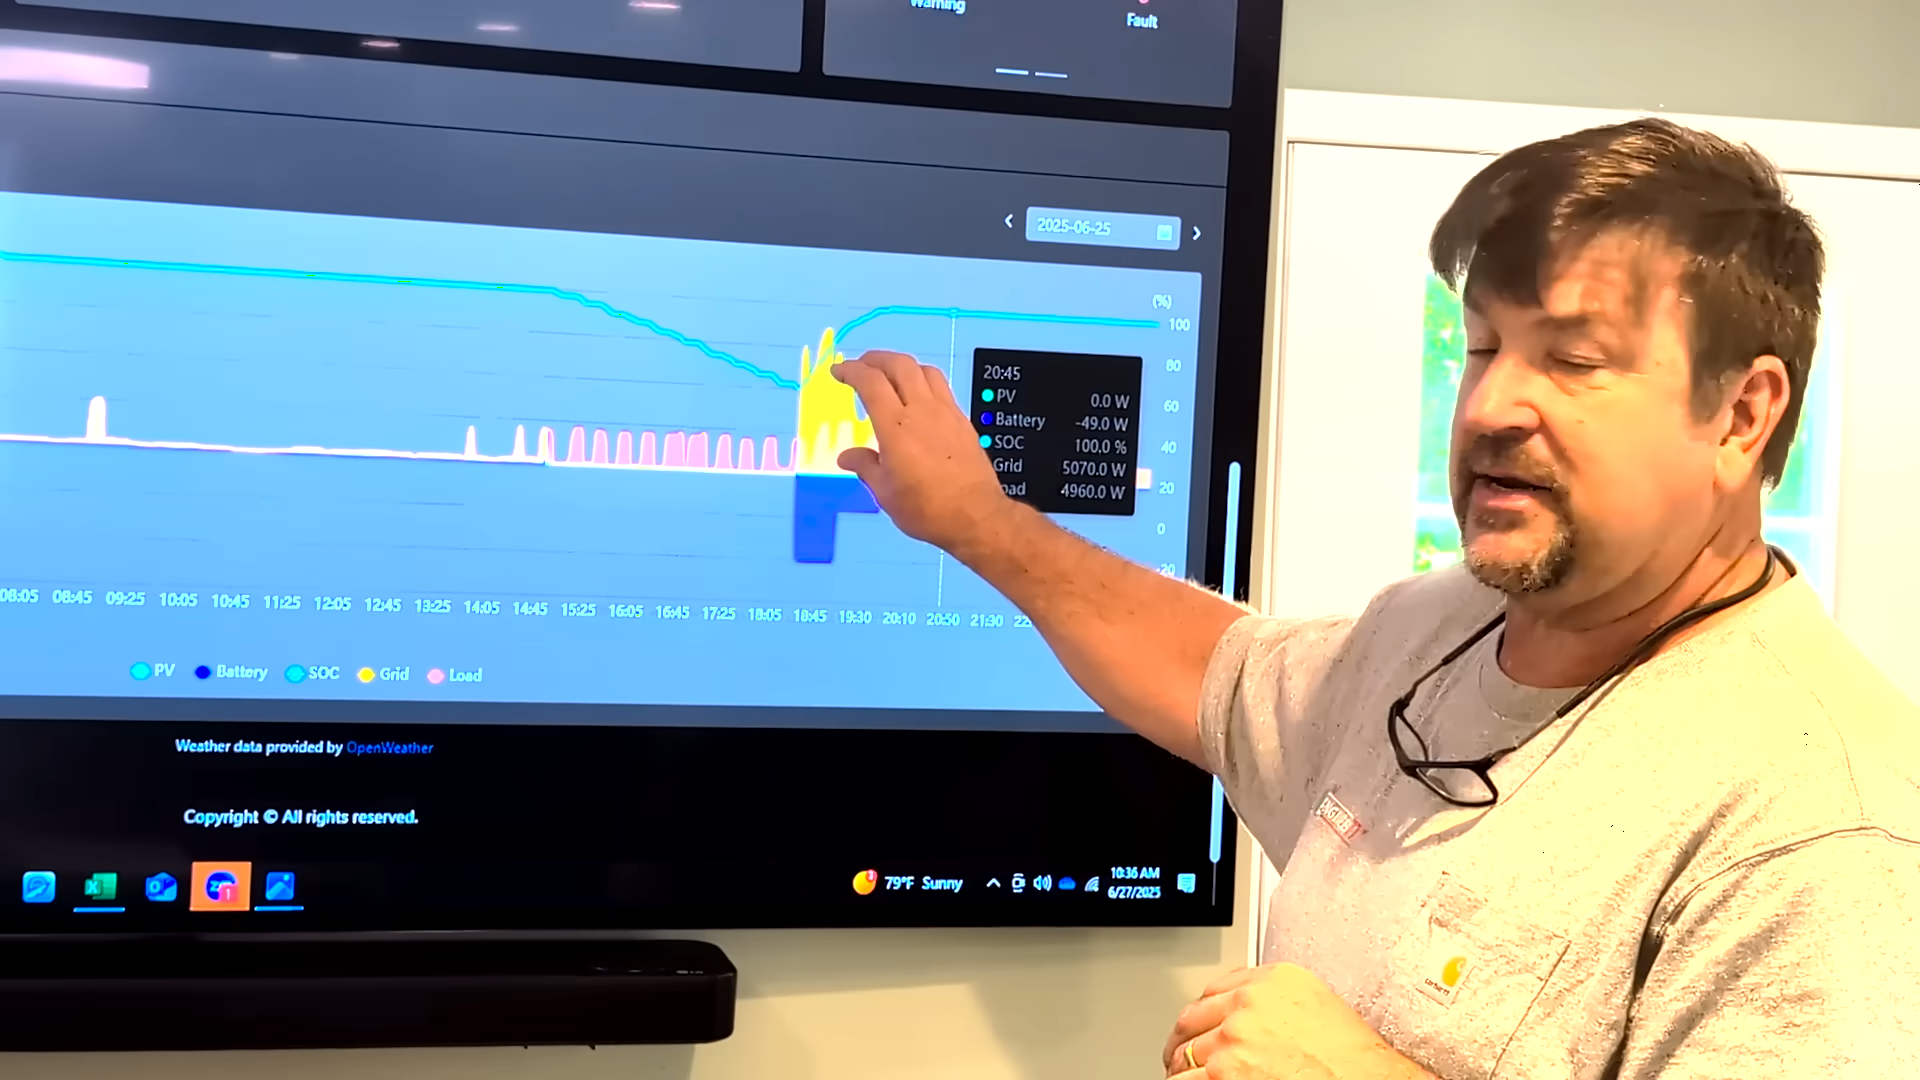 Warning
Fault
2025-06-25
(%)
100
80
60
40
20
0
-20
20:45
PV 0.0 W
Battery -49.0 W
SOC 100.0 %
Grid 5070.0 W
oad 4960.0 W
08:05 08:45 09:25 10:05 10:45 11:25 12:05 12:45 13:25 14:05 14:45 15:25 16:05 16:45 17:25 18:05 18:45 19:30 20:10 20:50 21:30 22
PV Battery SOC Grid Load
Weather data provided by OpenWeather
Copyright © All rights reserved.
79°F Sunny
10:36 AM
6/27/2025
carhartt